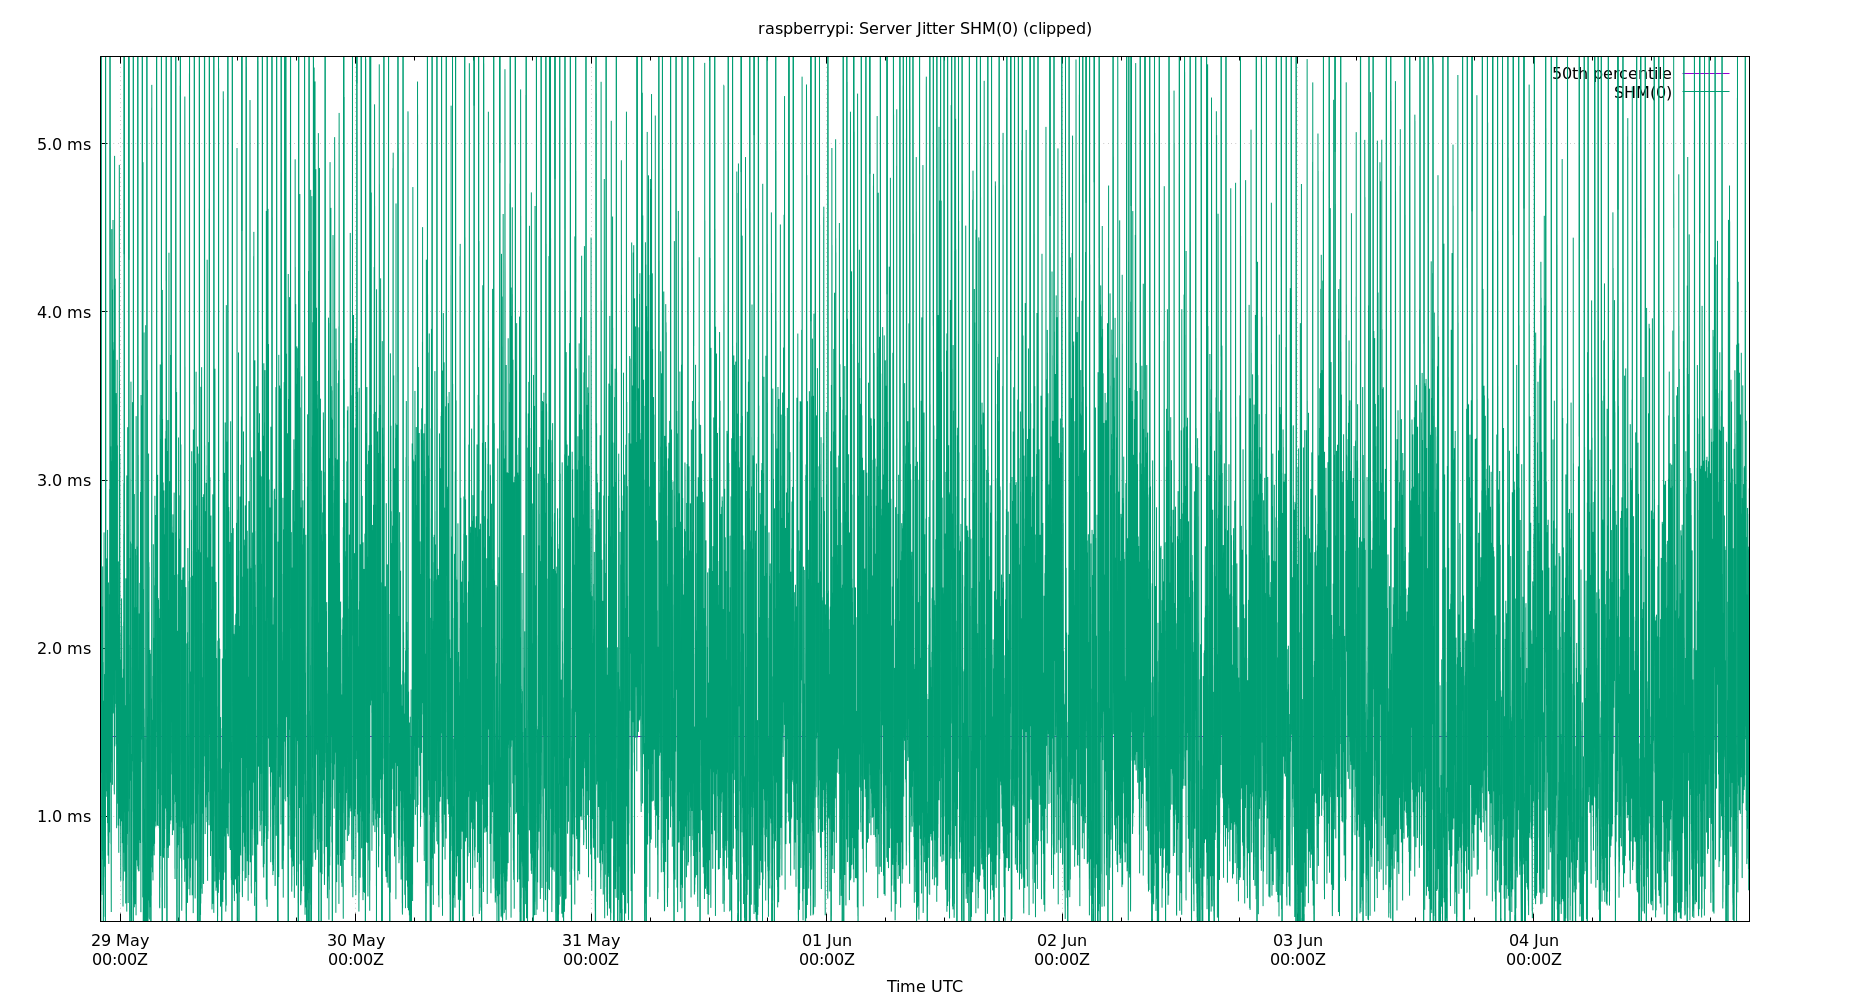 raspberrypi: Server Jitter SHM(0) (clipped)
50th percentile
SHM(0)
5.0 ms
4.0 ms
3.0 ms
2.0 ms
1.0 ms
29 May 30 May 31 May 01 Jun 02 Jun 03 Jun 04 Jun
00:00Z 00:00Z 00:00Z 00:00Z 00:00Z 00:00Z 00:00Z
Time UTC